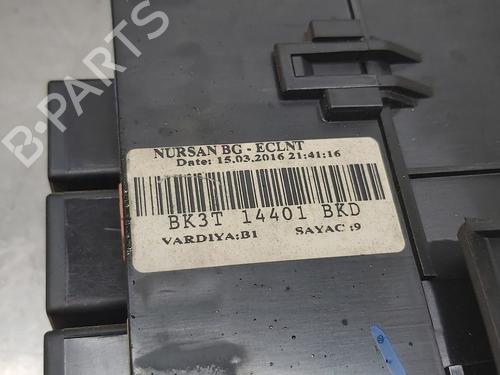 B-PARTS
NURSAN BG - ECLNT
Date: 15.03.2016 21:41:16
BK3T 14401 BKD
VARDIYA:B1 SAYAC :9